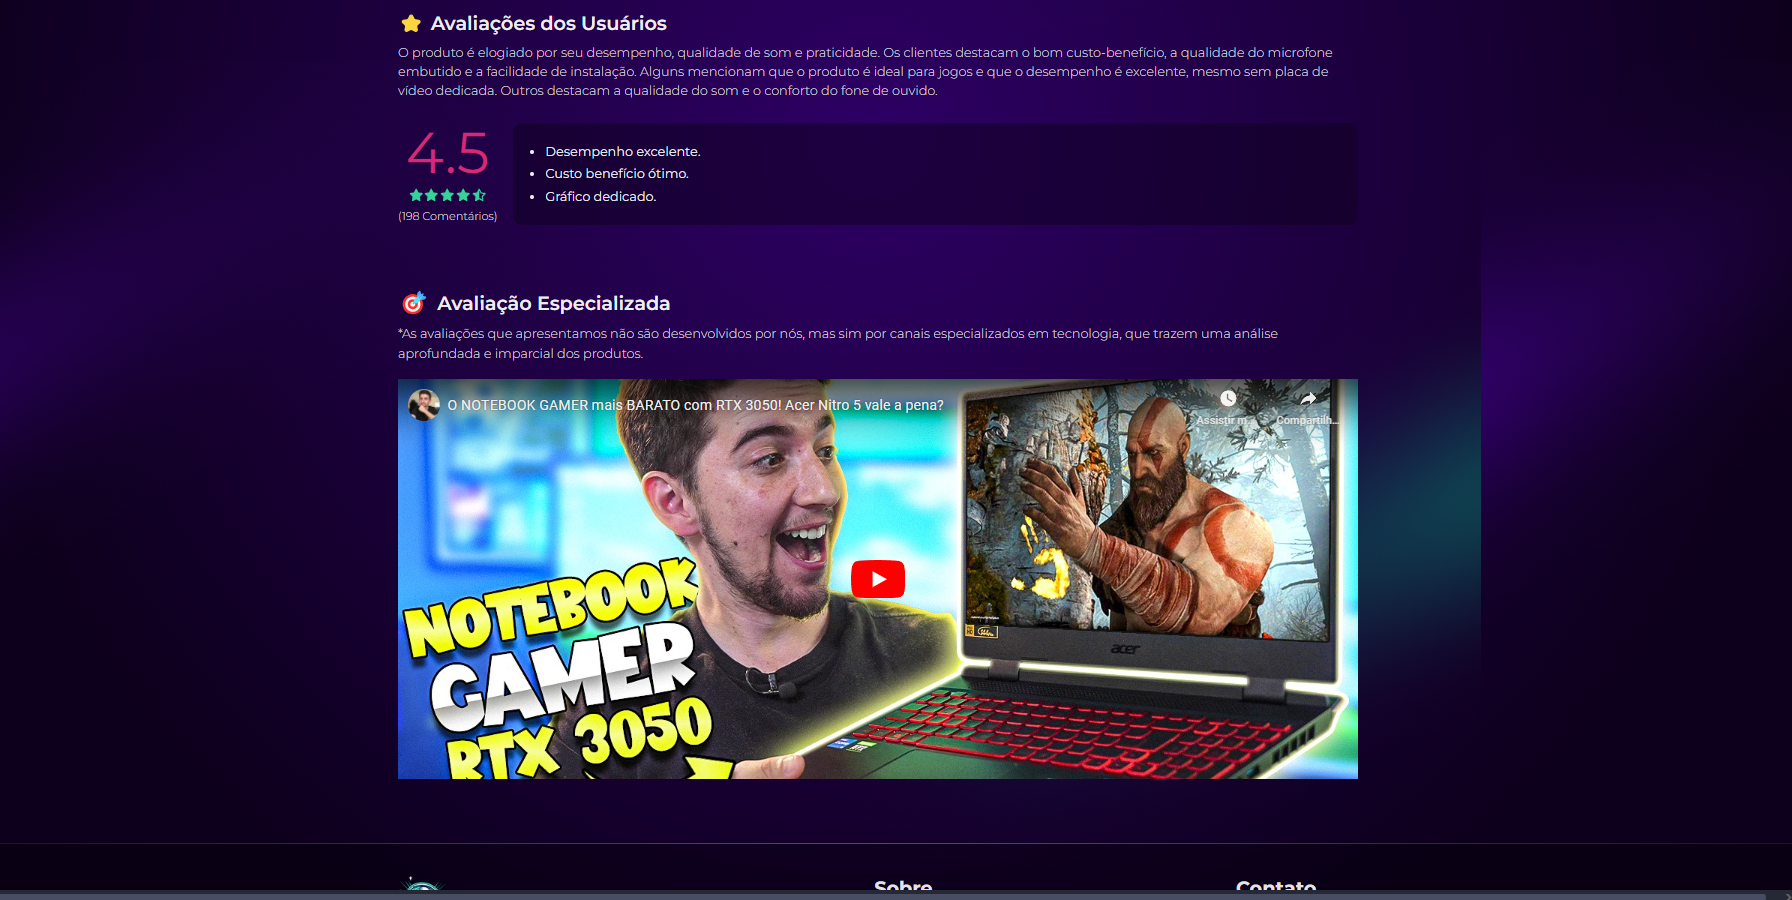 Avaliações dos Usuários
O produto é elogiado por seu desempenho, qualidade de som e praticidade. Os clientes destacam o bom custo-benefício, a qualidade do microfone
embutido e a facilidade de instalação. Alguns mencionam que o produto é ideal para jogos e que o desempenho é excelente, mesmo sem placa de
vídeo dedicada. Outros destacam a qualidade do som e o conforto do fone de ouvido.
4.5
(198 Comentários)
Desempenho excelente.
Custo benefício ótimo.
Gráfico dedicado.
Avaliação Especializada
*As avaliações que apresentamos não são desenvolvidos por nós, mas sim por canais especializados em tecnologia, que trazem uma análise
aprofundada e imparcial dos produtos.
O NOTEBOOK GAMER mais BARATO com RTX 3050! Acer Nitro 5 vale a pena?
Assistir m...
Compartilh...
NOTEBOOK
GAMER
RTX 3050
acer
Sobre
Contato